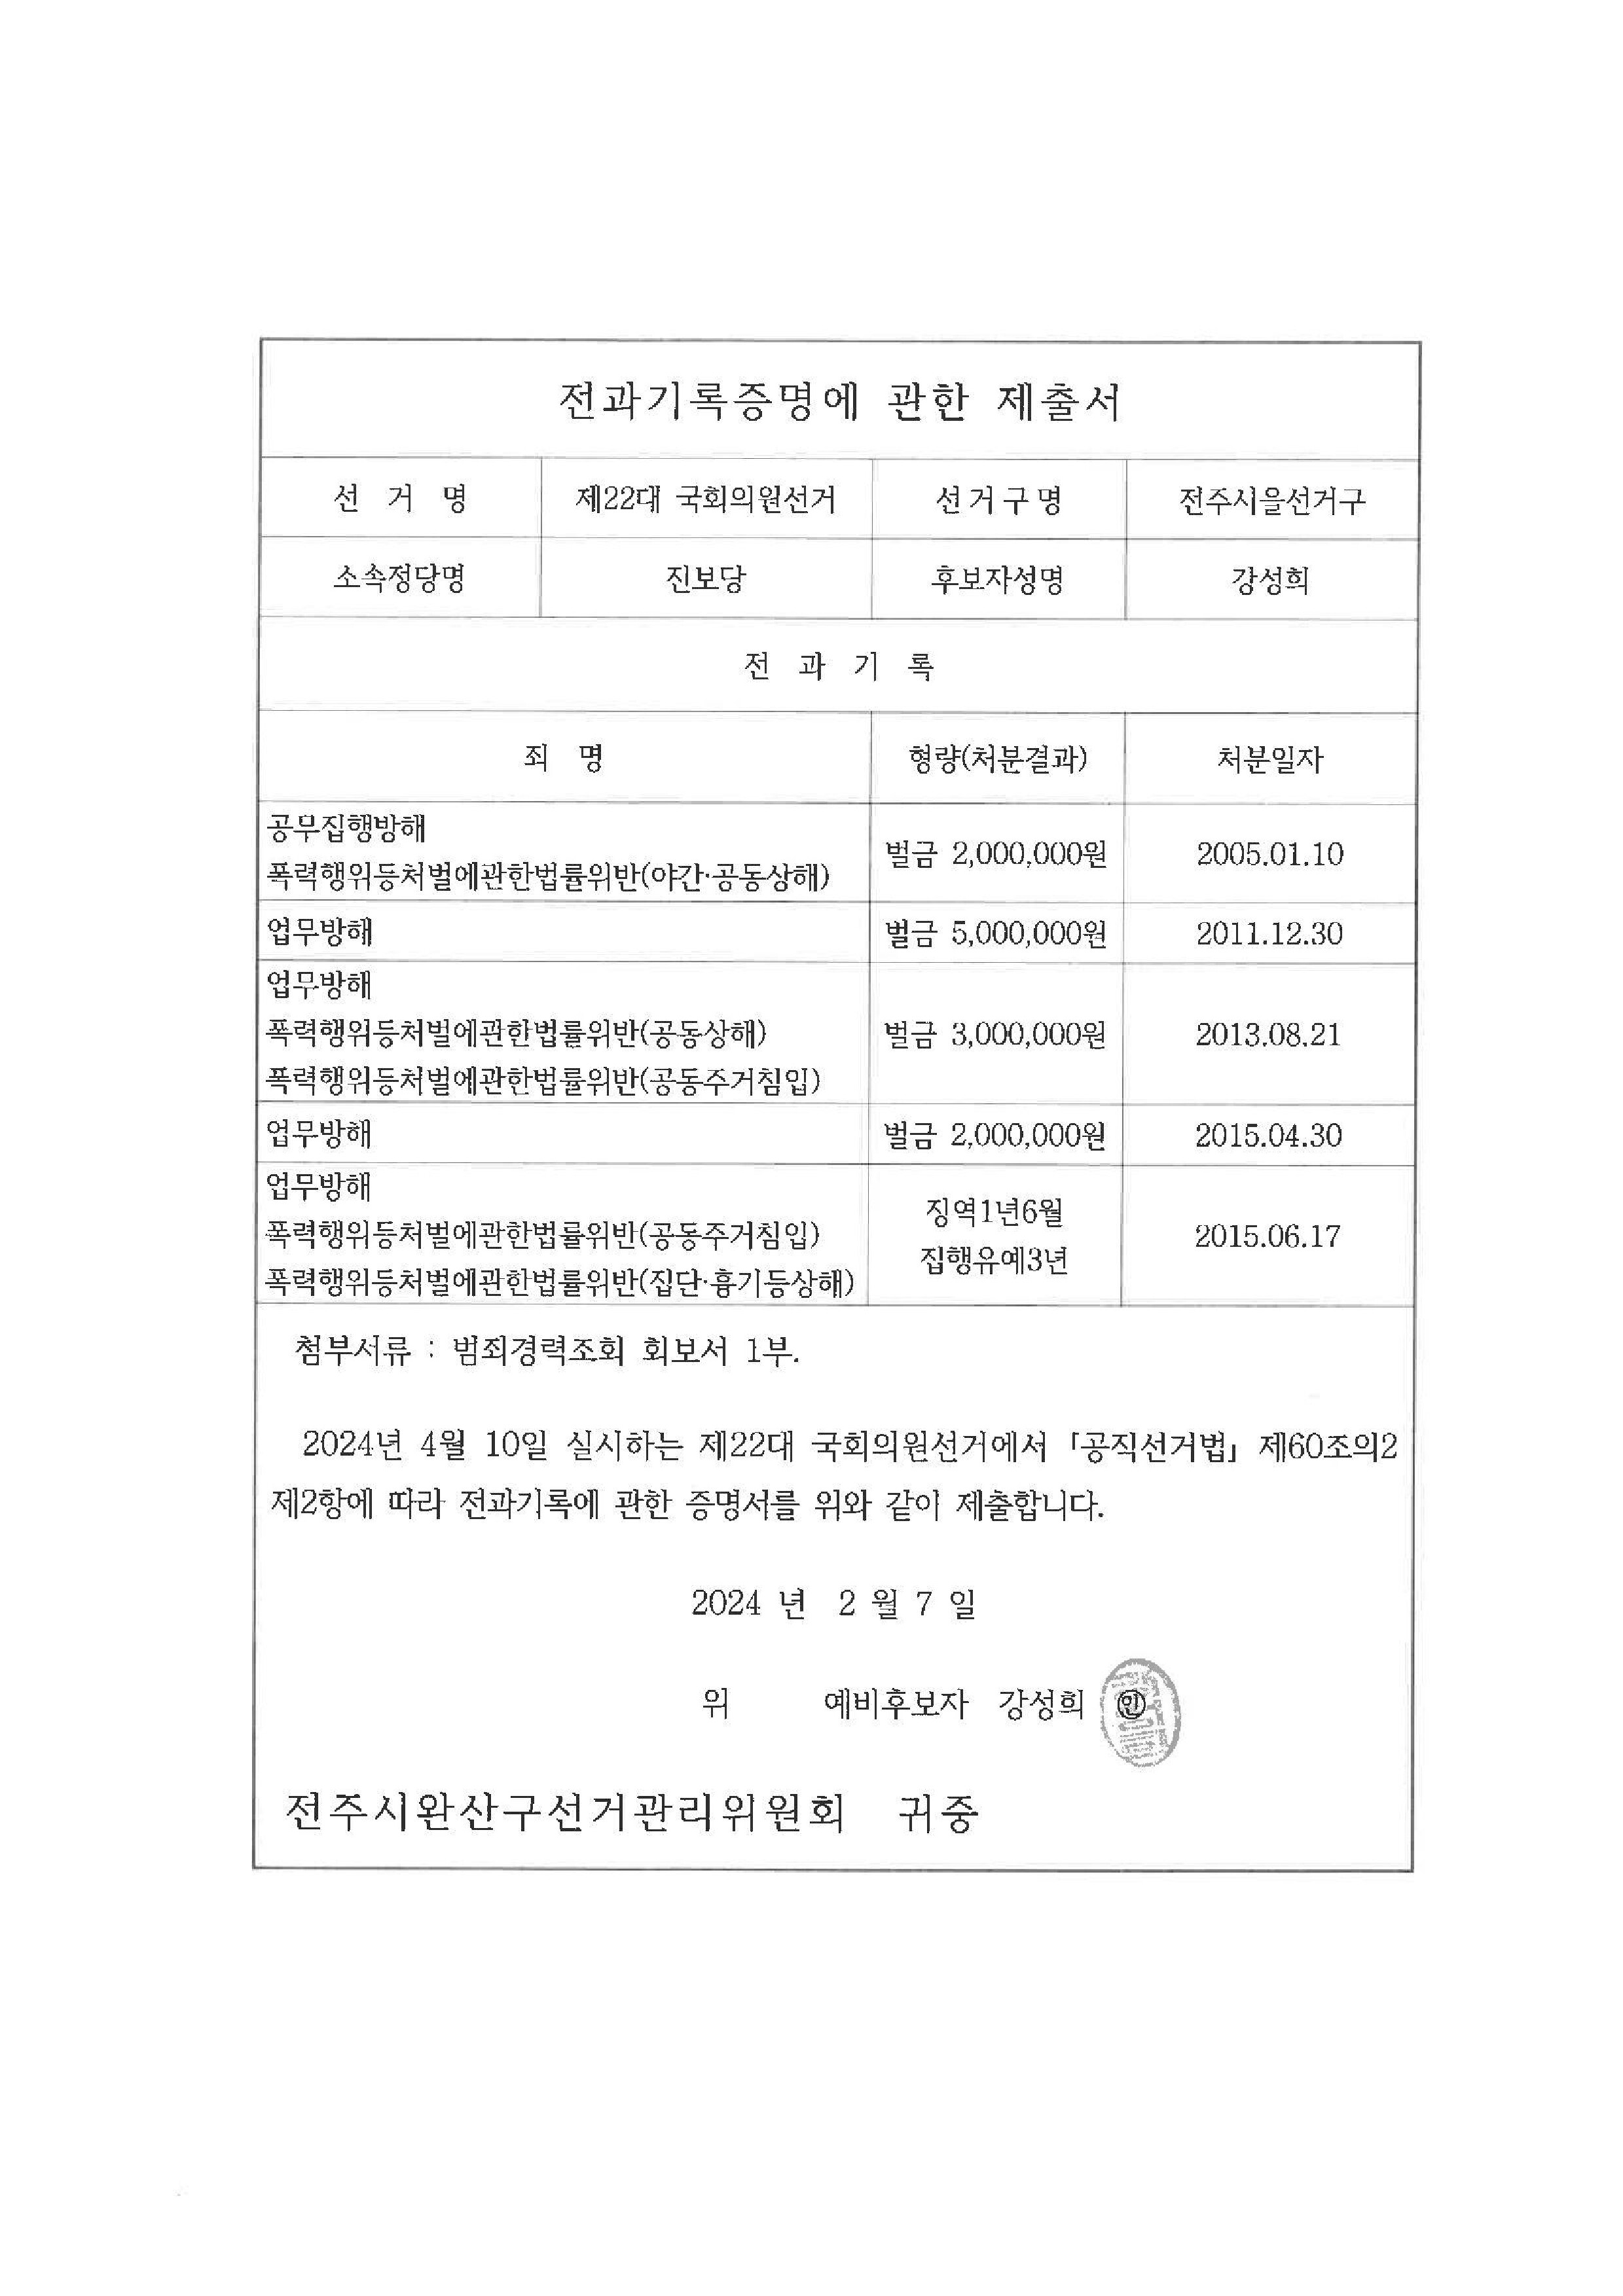 전과기록증명에 관한 제출서
선 거 명 제22대 국회의원선거 선거구명 전주시을선거구
소속정당명 진보당 후보자성명 강성희
전 과 기 록
죄 명 형량(처분결과) 처분일자
공무집행방해
폭력행위등처벌에관한법률위반(야간·공동상해) 벌금 2,000,000원 2005.01.10
업무방해 벌금 5,000,000원 2011.12.30
업무방해
폭력행위등처벌에관한법률위반(공동상해) 벌금 3,000,000원 2013.08.21
폭력행위등처벌에관한법률위반(공동주거침입)
업무방해 벌금 2,000,000원 2015.04.30
업무방해
폭력행위등처벌에관한법률위반(공동주거침입) 징역1년6월 2015.06.17
폭력행위등처벌에관한법률위반(집단·흉기등상해) 집행유예3년
첨부서류 : 범죄경력조회 회보서 1부.
2024년 4월 10일 실시하는 제22대 국회의원선거에서 「공직선거법」 제60조의2
제2항에 따라 전과기록에 관한 증명서를 위와 같이 제출합니다.
2024 년 2 월 7 일
위 예비후보자 강성희 ㊞
전주시완산구선거관리위원회 귀중